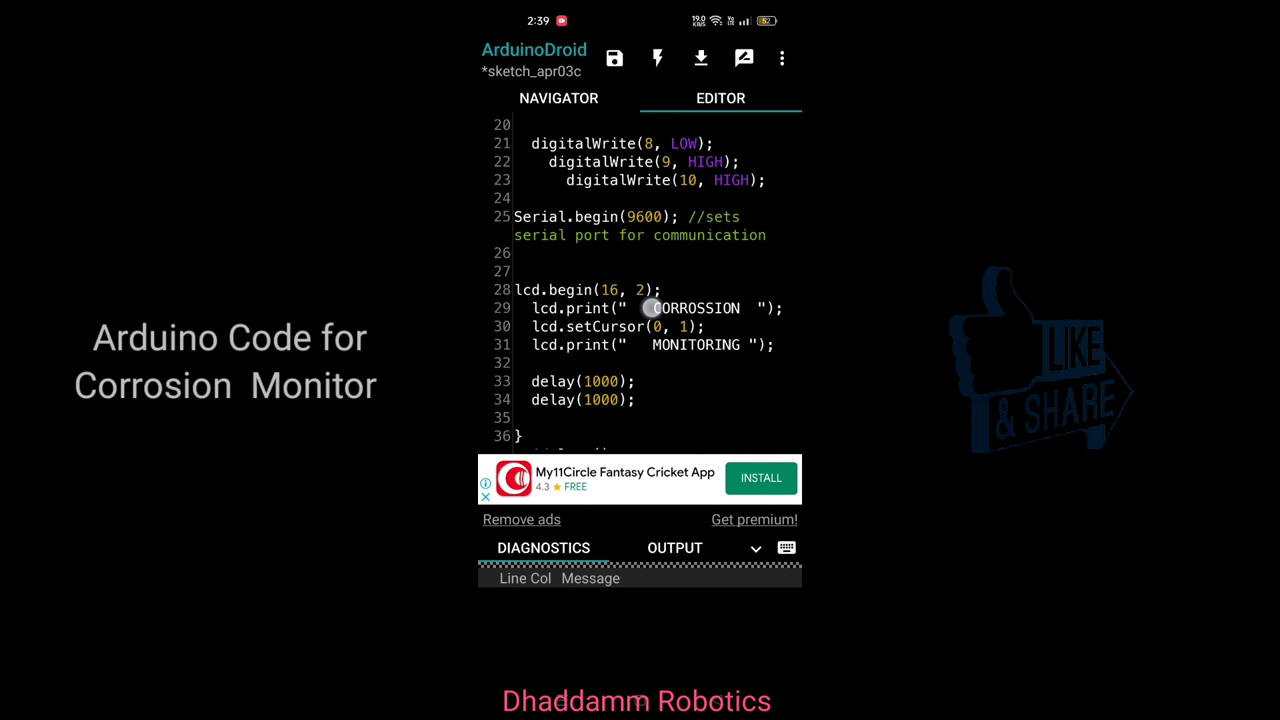 2:39
19.0 KB/S
52
ArduinoDroid
*sketch_apr03c
NAVIGATOR EDITOR
20
21 digitalWrite(8, LOW);
22 digitalWrite(9, HIGH);
23 digitalWrite(10, HIGH);
24
25 Serial.begin(9600); //sets
serial port for communication
26
27
28 lcd.begin(16, 2);
29 lcd.print("   CORROSSION  ");
30 lcd.setCursor(0, 1);
31 lcd.print("   MONITORING ");
32
33 delay(1000);
34 delay(1000);
35
36 }
My11Circle Fantasy Cricket App
4.3 ★ FREE
INSTALL
Remove ads Get premium!
DIAGNOSTICS OUTPUT
Line Col Message
Arduino Code for
Corrosion Monitor
LIKE
& SHARE
Dhaddamm Robotics